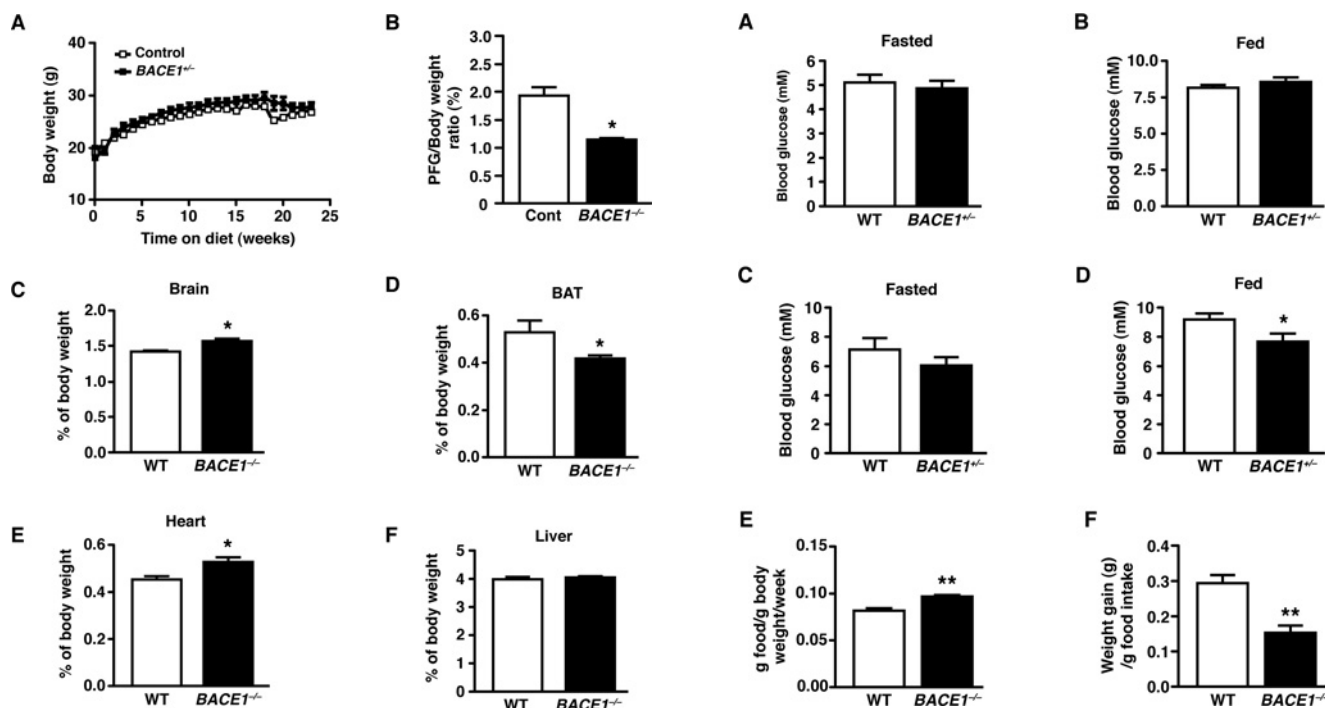 A
Body weight (g)
40
30
20
10
Control
BACE1+/–
0 5 10 15 20 25
Time on diet (weeks)
B
PFG/Body weight
ratio (%)
3.0
2.5
2.0
1.5
1.0
0.5
0
*
Cont BACE1–/–
A
Fasted
Blood glucose (mM)
6
5
4
3
2
1
0
WT BACE1+/–
B
Fed
Blood glucose (mM)
10.0
7.5
5.0
2.5
0
WT BACE1+/–
C
Brain
% of body weight
2.0
1.5
1.0
0.5
0.0
*
WT BACE1–/–
D
BAT
% of body weight
0.6
0.4
0.2
0.0
*
WT BACE1–/–
C
Fasted
Blood glucose (mM)
10
8
6
4
2
0
WT BACE1+/–
D
Fed
Blood glucose (mM)
10
8
6
4
2
0
*
WT BACE1+/–
E
Heart
% of body weight
0.6
0.4
0.2
0.0
*
WT BACE1–/–
F
Liver
% of body weight
5
4
3
2
1
0
WT BACE1–/–
E
g food/g body
weight/week
0.15
0.10
0.05
0.00
**
WT BACE1–/–
F
Weight gain (g)
/g food intake
0.4
0.3
0.2
0.1
0.0
**
WT BACE1–/–